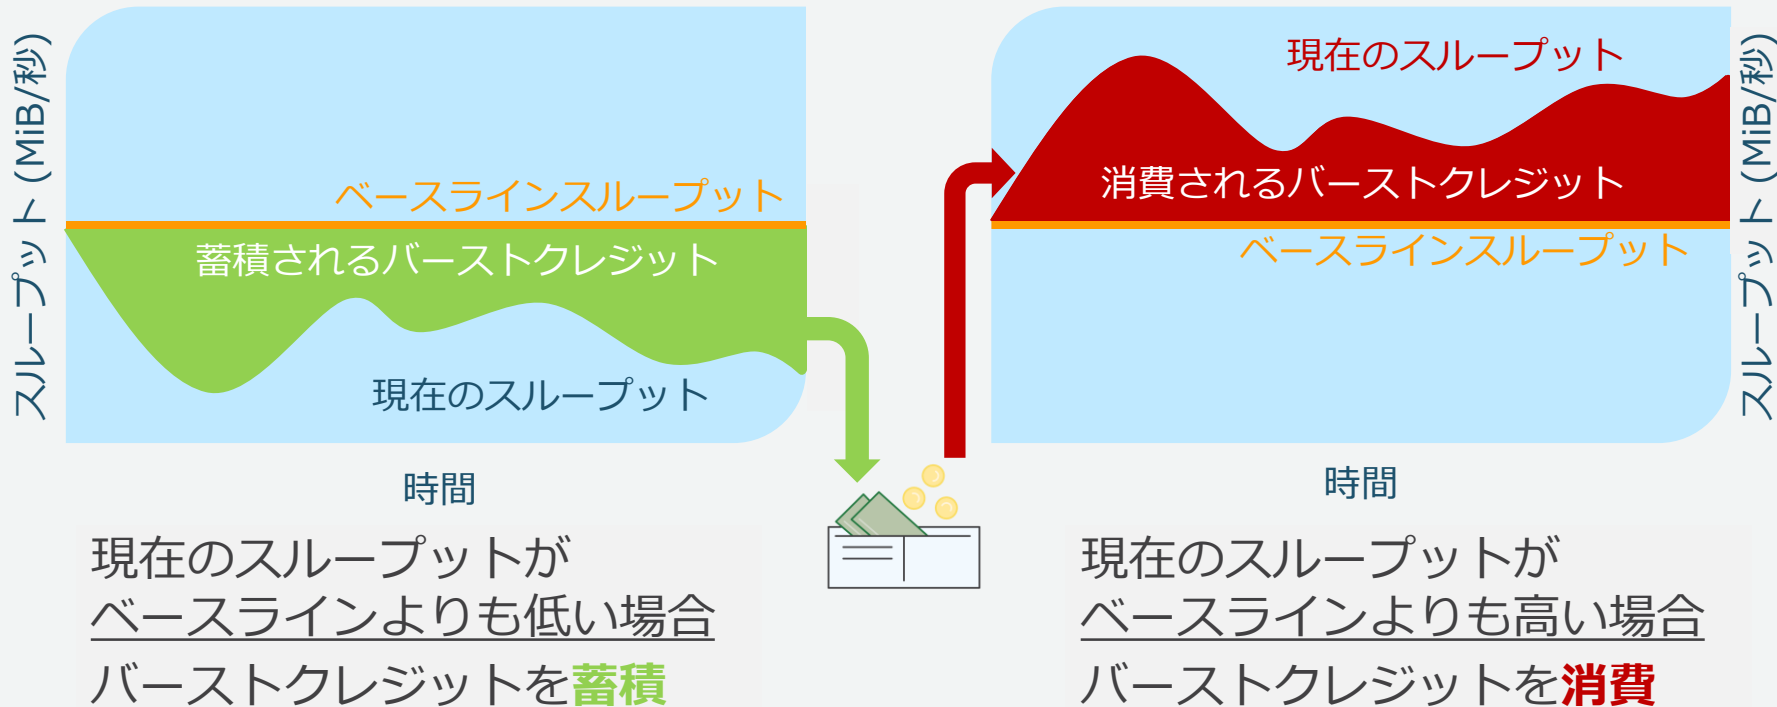 スループット (MiB/秒)
ベースラインスループット
蓄積されるバーストクレジット
現在のスループット
時間
現在のスループットが
ベースラインよりも低い場合
バーストクレジットを蓄積
現在のスループット
消費されるバーストクレジット
ベースラインスループット
スループット (MiB/秒)
時間
現在のスループットが
ベースラインよりも高い場合
バーストクレジットを消費